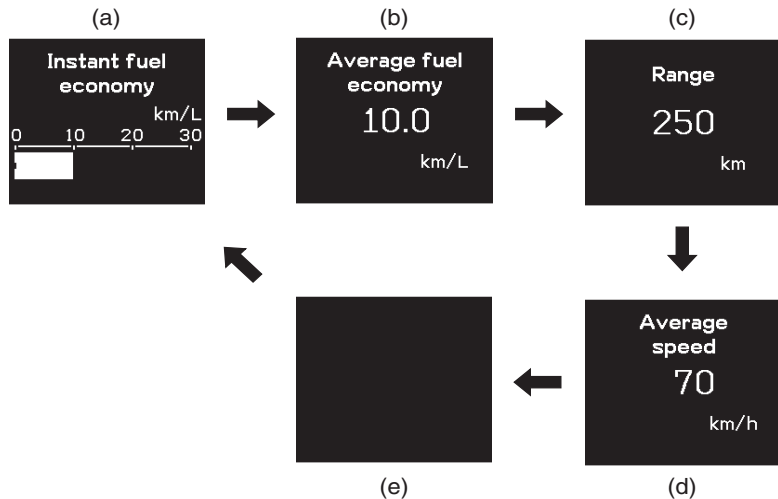 (a)
Instant fuel
economy
km/L
0 10 20 30
(b)
Average fuel
economy
10.0
km/L
(c)
Range
250
km
Average
speed
70
km/h
(d)
(e)